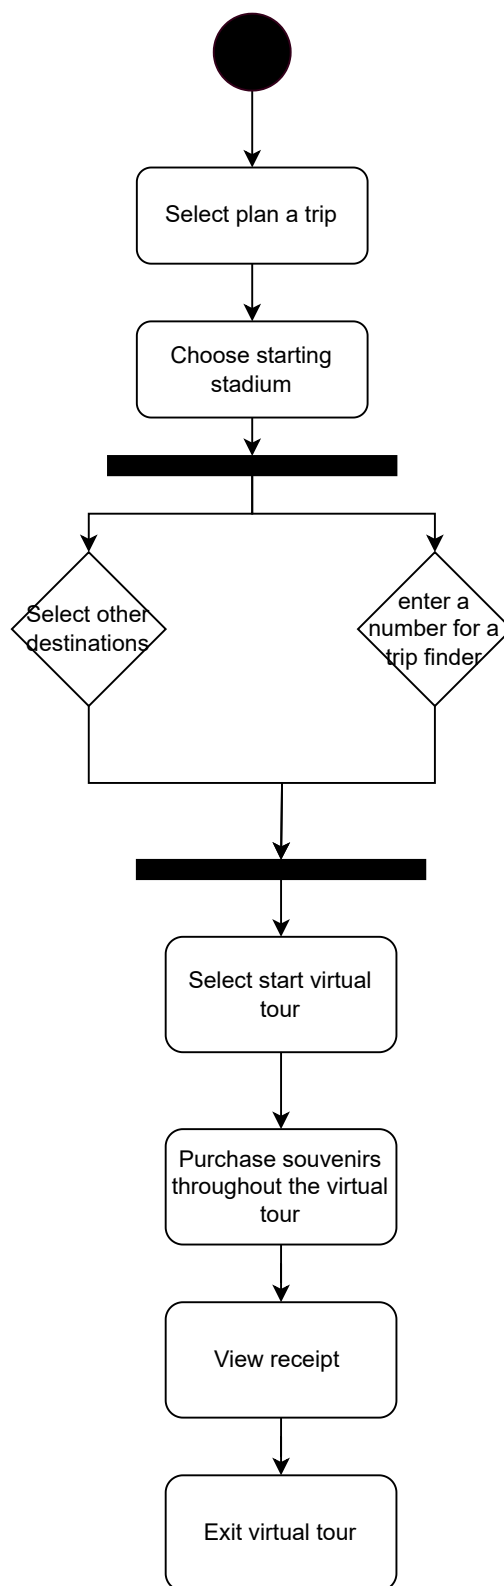 Select plan a trip
Choose starting
stadium
Select other
destinations
enter a
number for a
trip finder
Select start virtual
tour
Purchase souvenirs
throughout the virtual
tour
View receipt
Exit virtual tour